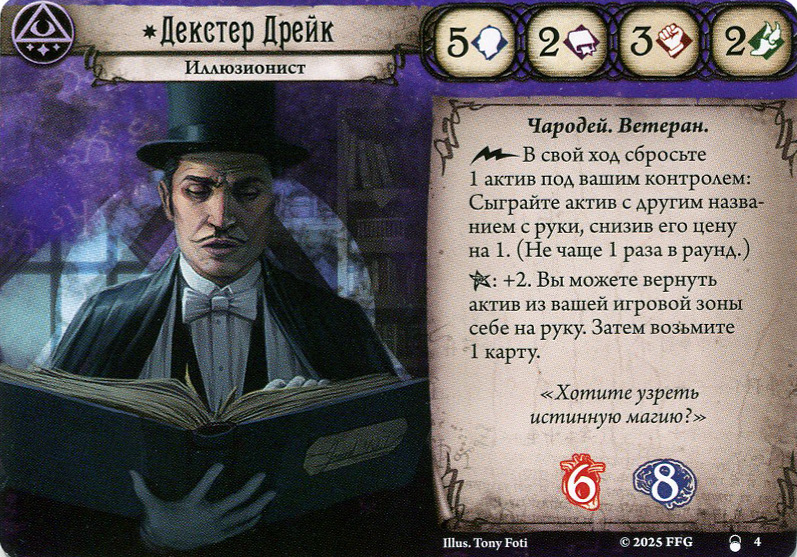 Декстер Дрейк
Иллюзионист
5 2 3 2
Чародей. Ветеран.
В свой ход сбросьте
1 актив под вашим контролем:
Сыграйте актив с другим назва-
нием с руки, снизив его цену
на 1. (Не чаще 1 раза в раунд.)
: +2. Вы можете вернуть
актив из вашей игровой зоны
себе на руку. Затем возьмите
1 карту.
«Хотите узреть
истинную магию?»
6 8
Illus. Tony Foti © 2025 FFG 4